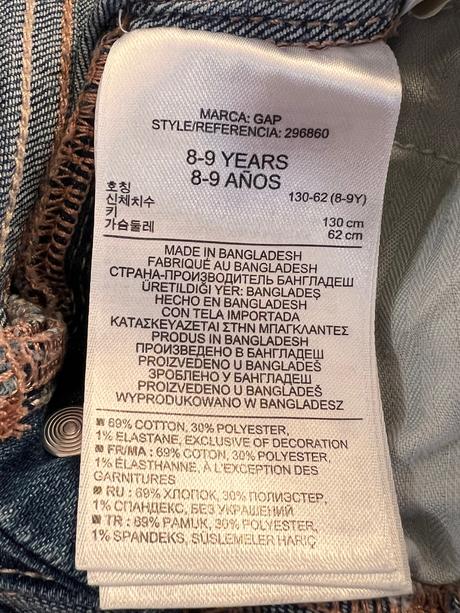 MARCA: GAP
STYLE/REFERENCIA: 296860
8-9 YEARS
8-9 AÑOS
호칭 130-62 (8-9Y)
신체치수
키 130 cm
가슴둘레 62 cm
MADE IN BANGLADESH
FABRIQUÉ AU BANGLADESH
СТРАНА-ПРОИЗВОДИТЕЛЬ БАНГЛАДЕШ
ÜRETILDIĞI YER: BANGLADEŞ
HECHO EN BANGLADESH
CON TELA IMPORTADA
ΚΑΤΑΣΚΕΥΑΖΕΤΑΙ ΣΤΗΝ ΜΠΑΓΚΛΑΝΤΕΣ
PRODUS IN BANGLADESH
ПРОИЗВЕДЕНО В БАНГЛАДЕШ
PROIZVEDENO U BANGLADEŠ
ЗРОБЛЕНО У БАНГЛАДЕШ
PROIZVEDENO U BANGLADEŠ
WYPRODUKOWANO W BANGLADESZ
69% COTTON, 30% POLYESTER,
1% ELASTANE, EXCLUSIVE OF DECORATION
FR/MA : 69% COTON, 30% POLYESTER,
1% ÉLASTHANNE, À L'EXCEPTION DES
GARNITURES
RU : 69% ХЛОПОК, 30% ПОЛИЭСТЕР,
1% СПАНДЕКС, БЕЗ УКРАШЕНИЙ
TR : 69% PAMUK, 30% POLYESTER,
1% SPANDEKS, SÜSLEMELER HARIÇ